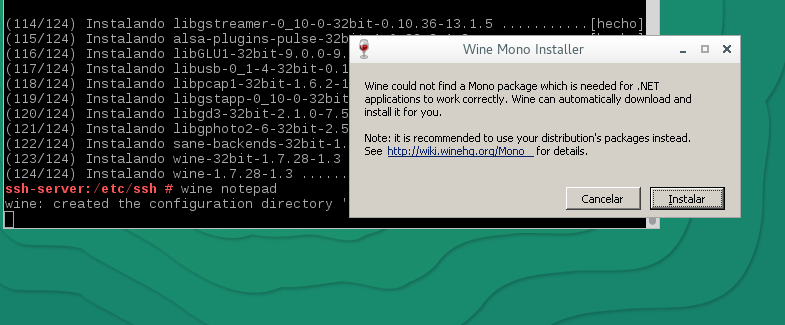 (114/124) Instalando libgstreamer-0_10-0-32bit-0.10.36-13.1.5 ...........[hecho]
(115/124) Instalando alsa-plugins-pulse-32bit
(116/124) Instalando libGLU1-32bit-9.0.0-9.
(117/124) Instalando libusb-0_1-4-32bit-0.1
(118/124) Instalando libpcap1-32bit-1.6.2-1
(119/124) Instalando libgstapp-0_10-0-32bit
(120/124) Instalando libgd3-32bit-2.1.0-7.5
(121/124) Instalando libgphoto2-6-32bit-2.5
(122/124) Instalando sane-backends-32bit-1.
(123/124) Instalando wine-32bit-1.7.28-1.3
(124/124) Instalando wine-1.7.28-1.3 ......
ssh-server:/etc/ssh # wine notepad
wine: created the configuration directory '
Wine Mono Installer
Wine could not find a Mono package which is needed for .NET
applications to work correctly. Wine can automatically download and
install it for you.
Note: it is recommended to use your distribution's packages instead.
See http://wiki.winehq.org/Mono for details.
Cancelar
Instalar